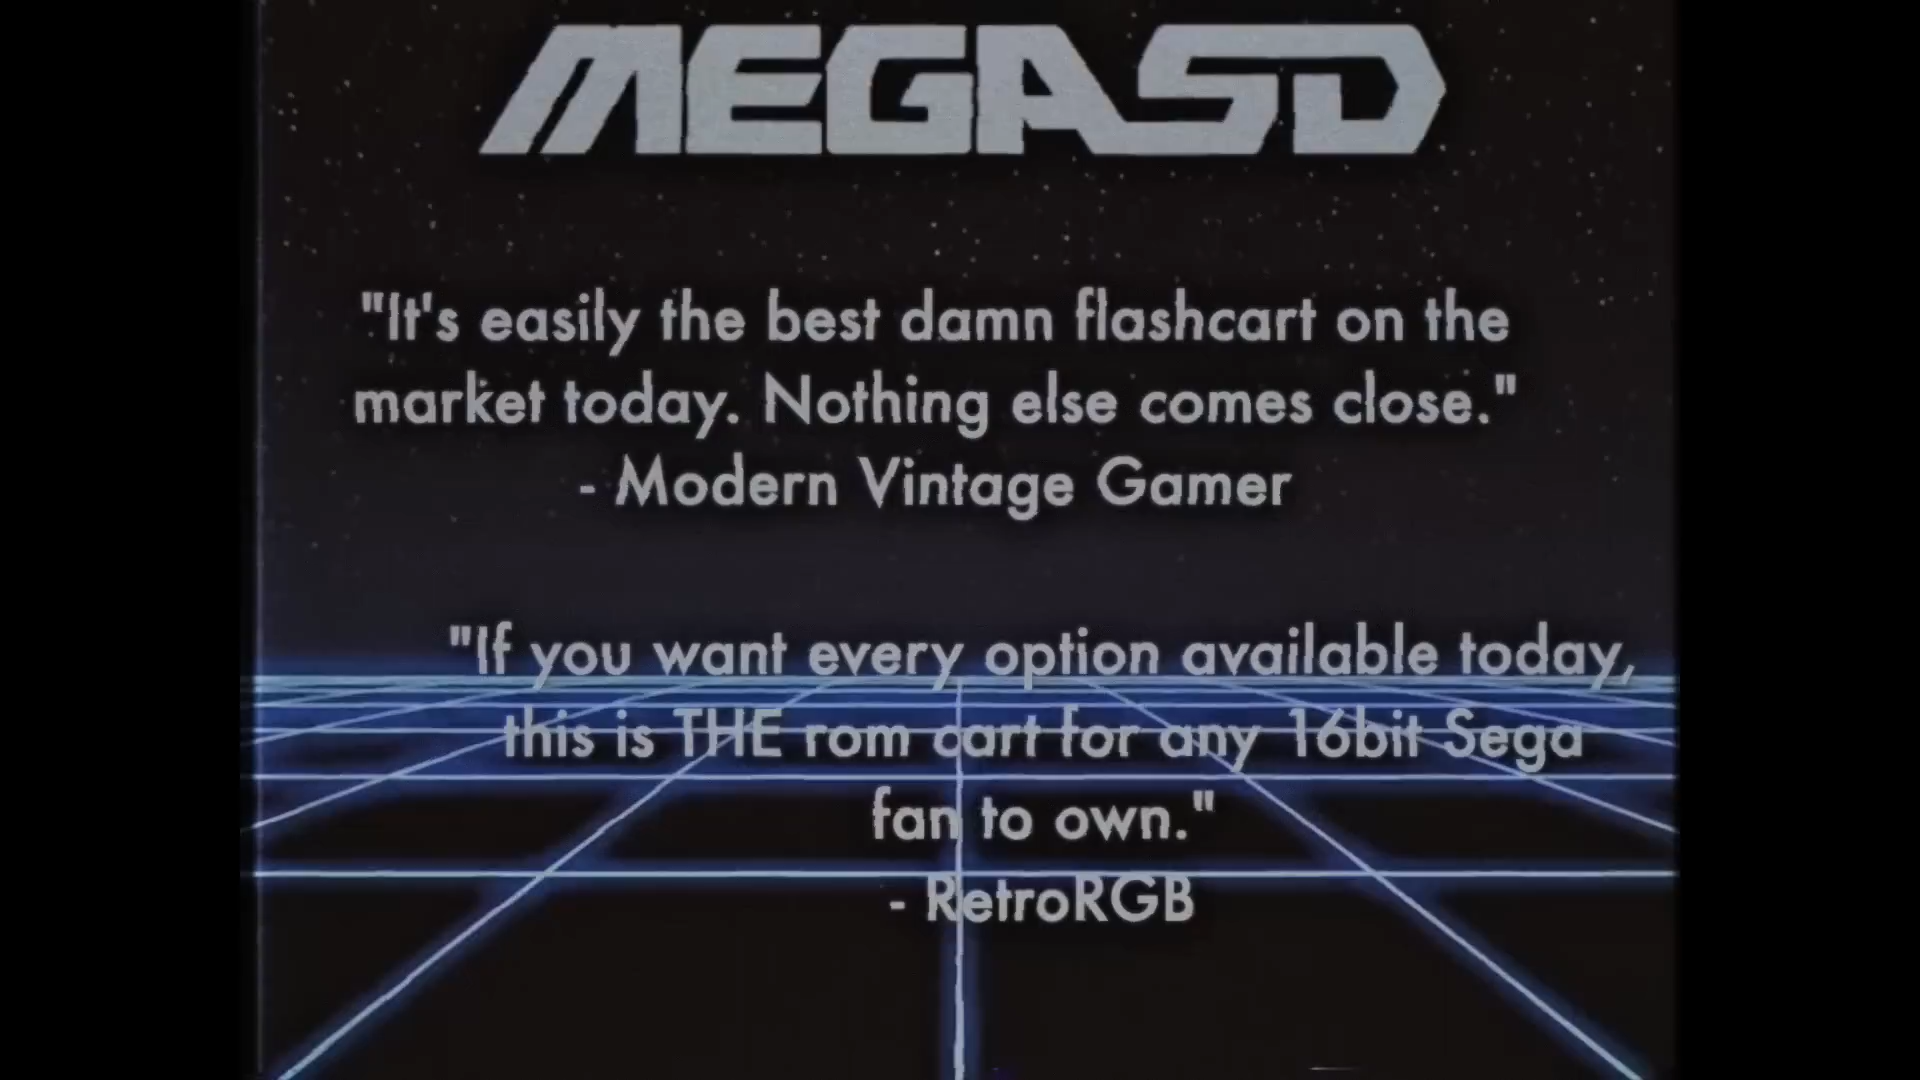 MEGASD
"It's easily the best damn flashcart on the
market today. Nothing else comes close."
- Modern Vintage Gamer
"If you want every option available today,
this is THE rom cart for any 16bit Sega
fan to own."
- RetroRGB